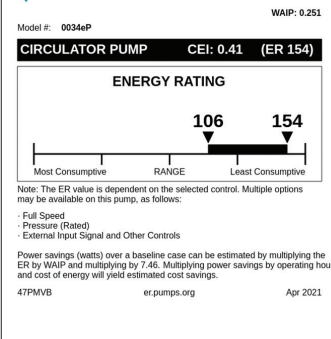 WAIP: 0.251
Model #: 0034eP
CIRCULATOR PUMP CEI: 0.41 (ER 154)
ENERGY RATING
106 154
Most Consumptive RANGE Least Consumptive
Note: The ER value is dependent on the selected control. Multiple options
may be available on this pump, as follows:
· Full Speed
· Pressure (Rated)
· External Input Signal and Other Controls
Power savings (watts) over a baseline case can be estimated by multiplying the
ER by WAIP and multiplying by 7.46. Multiplying power savings by operating hou
and cost of energy will yield estimated cost savings.
47PMVB er.pumps.org Apr 2021